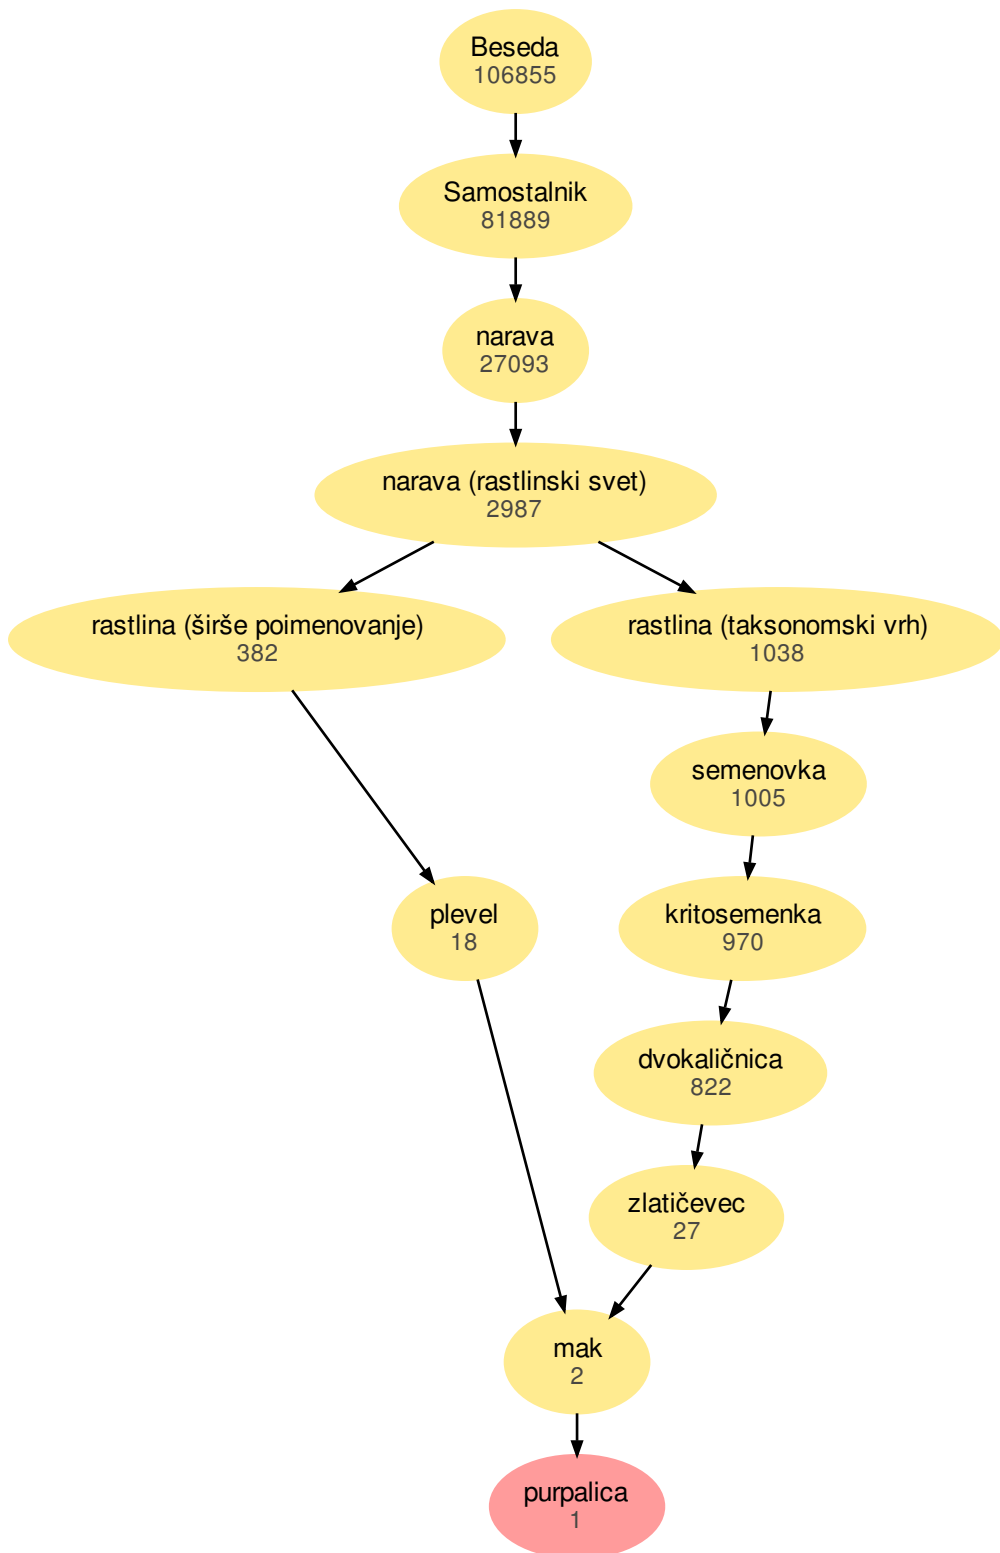 Beseda
106855
Samostalnik
81889
narava
27093
narava (rastlinski svet)
2987
rastlina (širše poimenovanje)
382
rastlina (taksonomski vrh)
1038
semenovka
1005
plevel
18
kritosemenka
970
dvokaličnica
822
zlatičevec
27
mak
2
purpalica
1